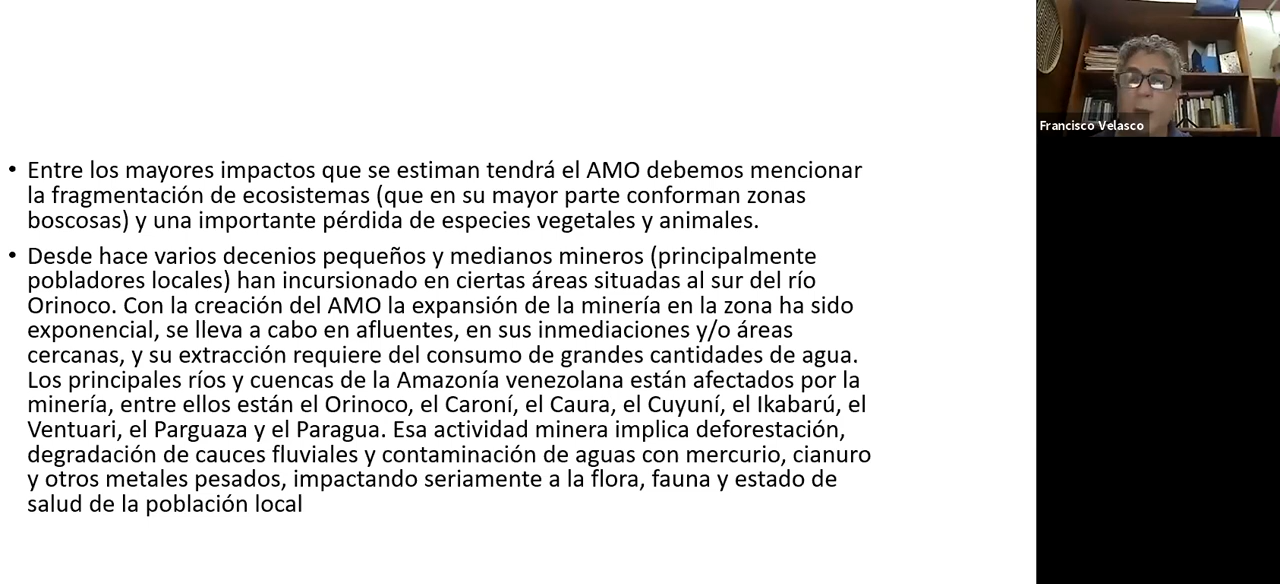 • Entre los mayores impactos que se estiman tendrá el AMO debemos mencionar
la fragmentación de ecosistemas (que en su mayor parte conforman zonas
boscosas) y una importante pérdida de especies vegetales y animales.
• Desde hace varios decenios pequeños y medianos mineros (principalmente
pobladores locales) han incursionado en ciertas áreas situadas al sur del río
Orinoco. Con la creación del AMO la expansión de la minería en la zona ha sido
exponencial, se lleva a cabo en afluentes, en sus inmediaciones y/o áreas
cercanas, y su extracción requiere del consumo de grandes cantidades de agua.
Los principales ríos y cuencas de la Amazonía venezolana están afectados por la
minería, entre ellos están el Orinoco, el Caroní, el Caura, el Cuyuní, el Ikabarú, el
Ventuari, el Parguaza y el Paragua. Esa actividad minera implica deforestación,
degradación de cauces fluviales y contaminación de aguas con mercurio, cianuro
y otros metales pesados, impactando seriamente a la flora, fauna y estado de
salud de la población local
Francisco Velasco